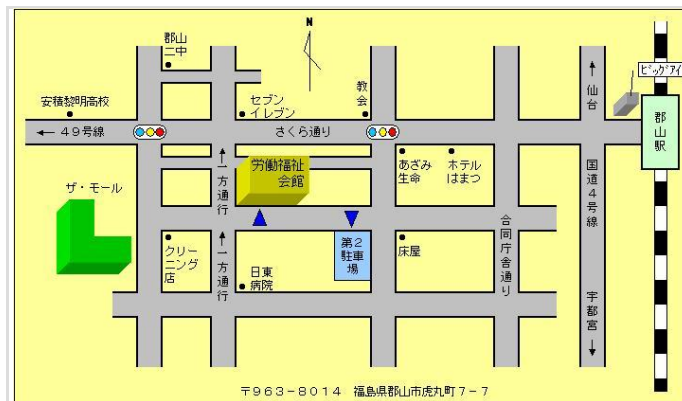 N
郡山
二中
ビッグアイ
安積黎明高校
セブン
イレブン
教会
↑仙台
郡山駅
←49号線
さくら通り
ザ・モール
↑一方通行
労働福祉
会館
あざみ
生命
ホテル
はまつ
国道4号線
合同庁舎通り
クリー
ニング
店
↑一方通行
日東
病院
第2
駐車
場
床屋
宇都宮↓
〒963-8014 福島県郡山市虎丸町7-7